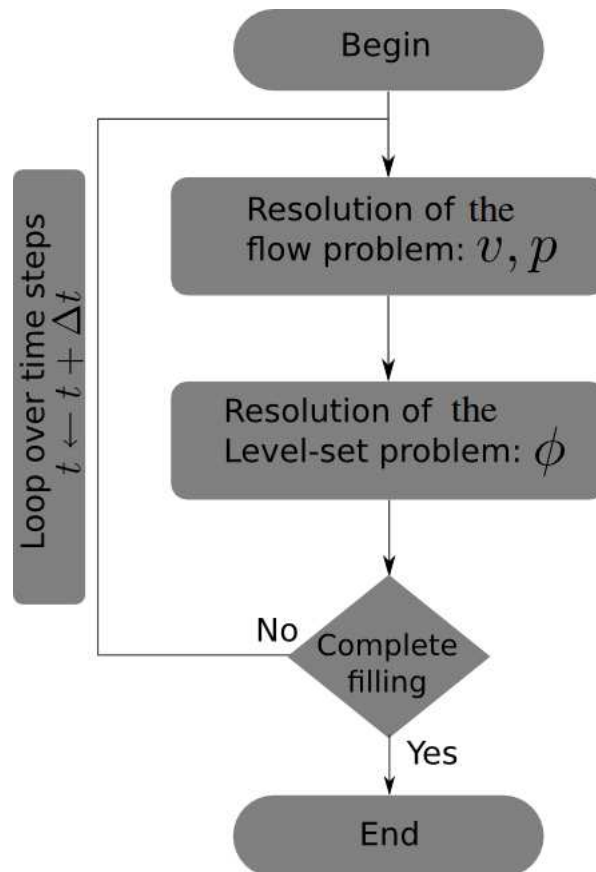 Begin
Resolution of the
flow problem: v, p
Loop over time steps
t ← t + Δt
Resolution of the
Level-set problem: ϕ
No
Complete
filling
Yes
End